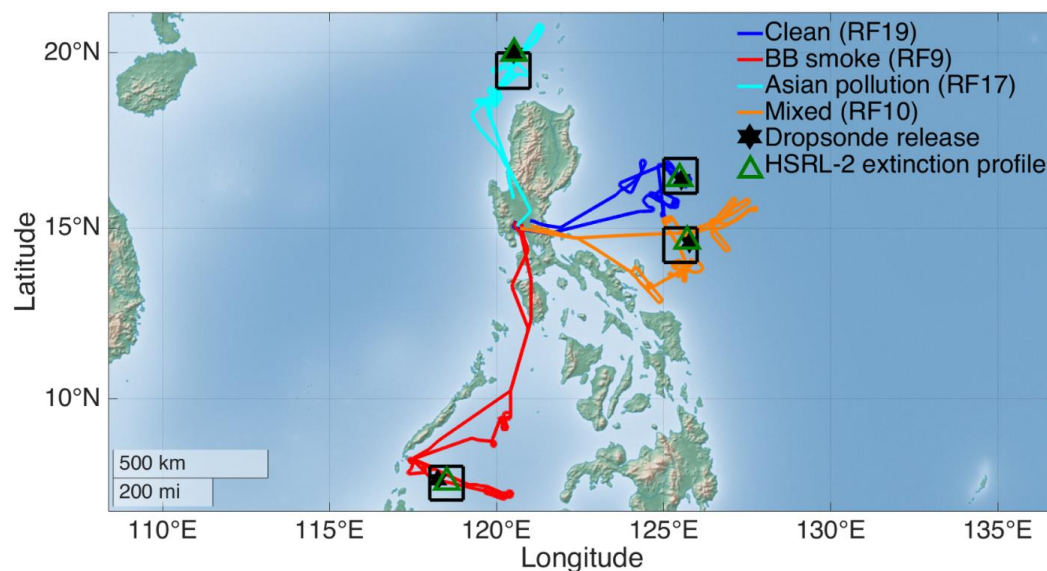 20°N
15°N
10°N
Latitude
Clean (RF19)
BB smoke (RF9)
Asian pollution (RF17)
Mixed (RF10)
Dropsonde release
HSRL-2 extinction profile
500 km
200 mi
110°E
115°E
120°E
125°E
130°E
135°E
Longitude